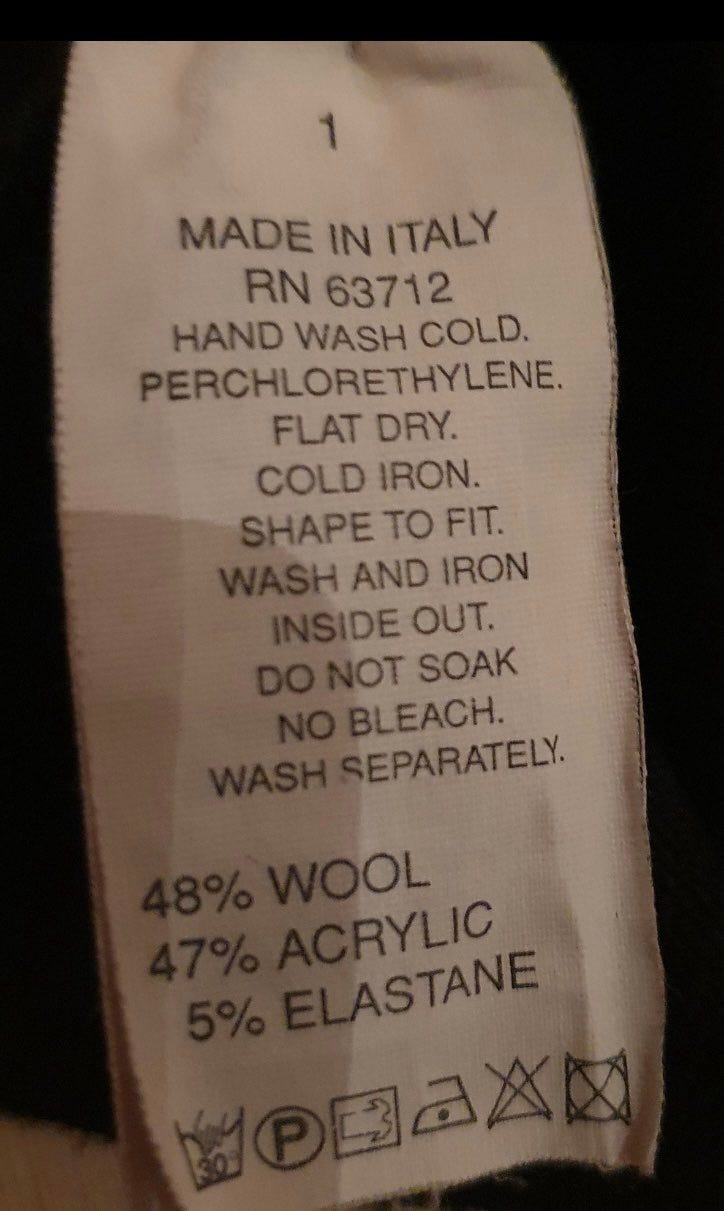 1
MADE IN ITALY
RN 63712
HAND WASH COLD.
PERCHLORETHYLENE.
FLAT DRY.
COLD IRON.
SHAPE TO FIT.
WASH AND IRON
INSIDE OUT.
DO NOT SOAK
NO BLEACH.
WASH SEPARATELY.
48% WOOL
47% ACRYLIC
5% ELASTANE
30° P